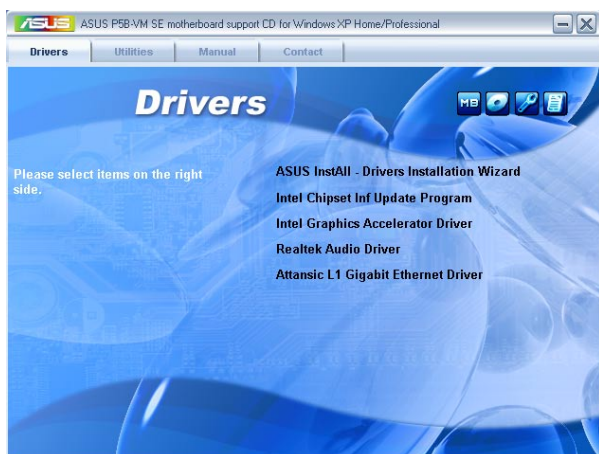 ASUS ASUS P5B-VM SE motherboard support CD for Windows XP Home/Professional
Drivers Utilities Manual Contact
Drivers
MB
Please select items on the right
side.
ASUS InstAll - Drivers Installation Wizard
Intel Chipset Inf Update Program
Intel Graphics Accelerator Driver
Realtek Audio Driver
Attansic L1 Gigabit Ethernet Driver